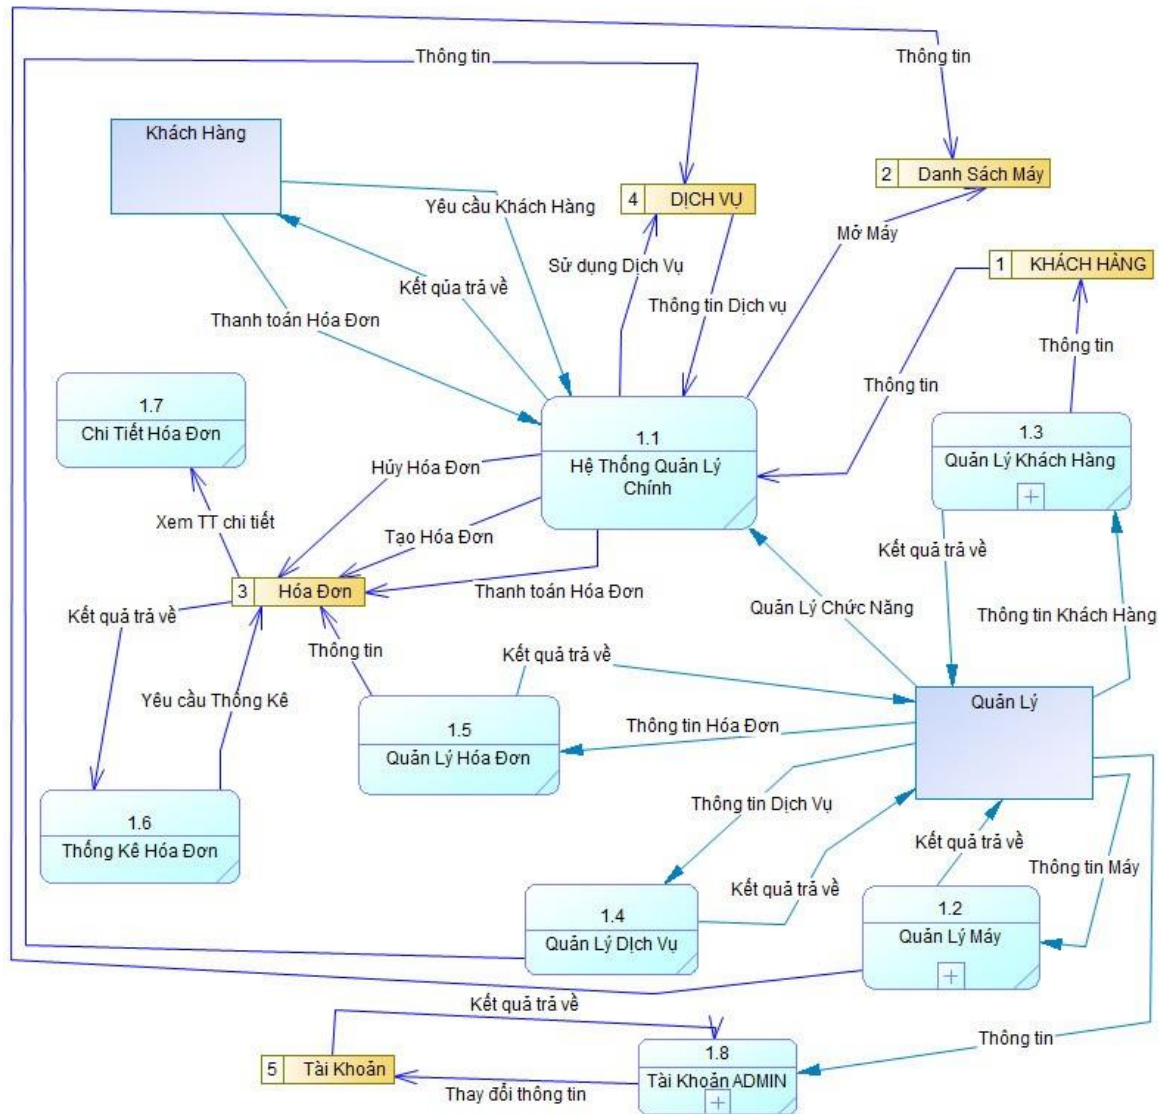 Thông tin
Thông tin
Khách Hàng
2 Danh Sách Máy
4 DỊCH VỤ
Yêu cầu Khách Hàng
Mở Máy
Sử dụng Dich Vụ
1 KHÁCH HÀNG
Kết qủa trả về
Thông tin Dịch vụ
Thanh toán Hóa Đơn
Thông tin
Thông tin
1.7
Chi Tiết Hóa Đơn
1.1
Hệ Thống Quản Lý
Chính
1.3
Quản Lý Khách Hàng
Hủy Hóa Đơn
Xem TT chi tiết
Tạo Hóa Đơn
Kết quả trả về
3 Hóa Đơn
Thanh toán Hóa Đơn
Quản Lý Chức Năng
Thông tin Khách Hàng
Kết quả trả về
Thông tin
Kết quả trả về
Yêu cầu Thống Kê
Quản Lý
1.5
Quản Lý Hóa Đơn
Thông tin Hóa Đơn
Thông tin Dịch Vụ
1.6
Thống Kê Hóa Đơn
Kết quả trả về
Thông tin Máy
Kết quả trả về
1.4
Quản Lý Dịch Vụ
1.2
Quản Lý Máy
Kết quả trả về
Thông tin
5 Tài Khoản
1.8
Tài Khoản ADMIN
Thay đổi thông tin